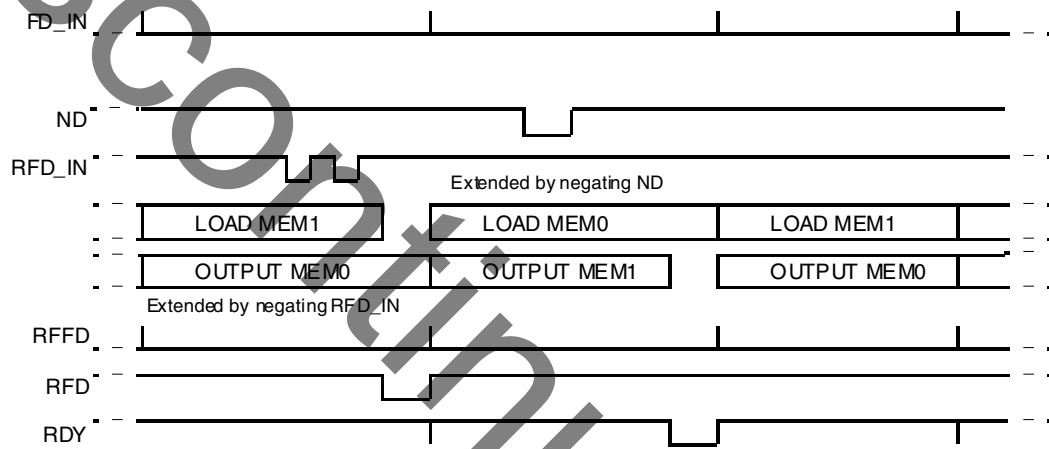 FD_IN
ND
RFD_IN
Extended by negating ND
LOAD MEM1 LOAD MEM0 LOAD MEM1
OUTPUT MEM0 OUTPUT MEM1 OUTPUT MEM0
Extended by negating RFD_IN
RFFD
RFD
RDY
scontinu